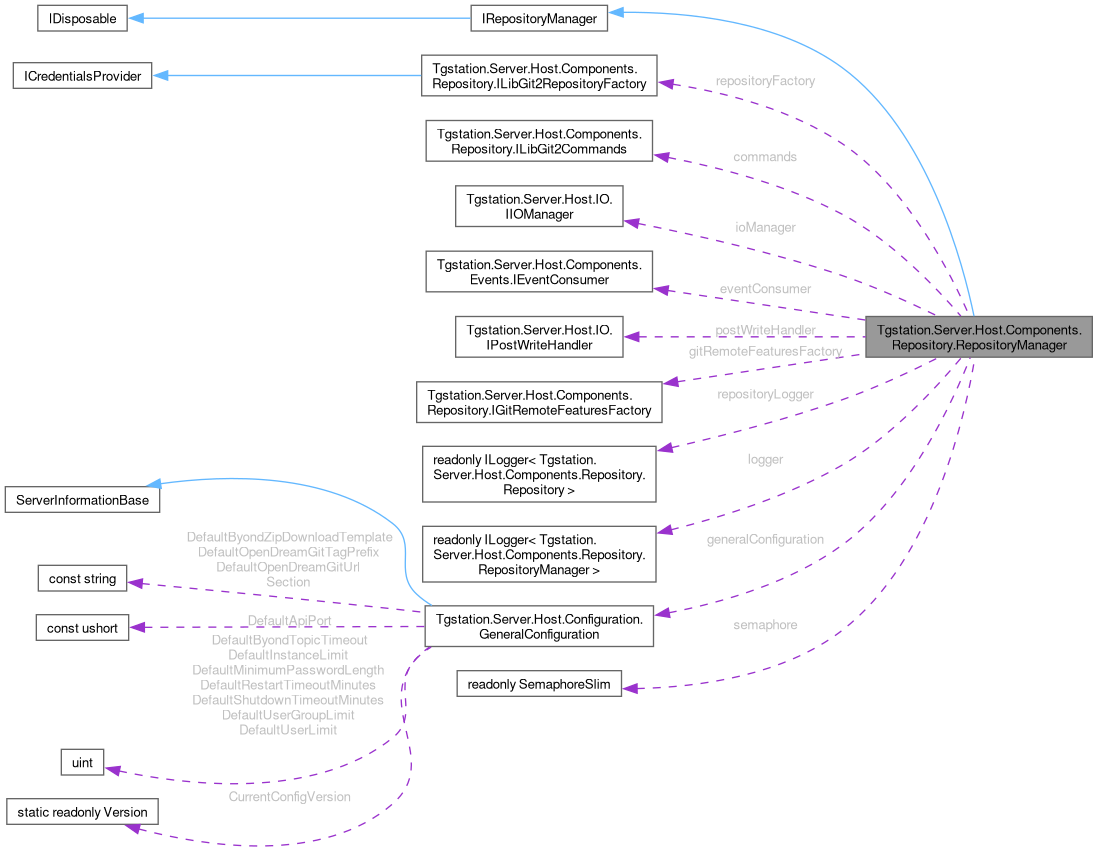 IDisposable
IRepositoryManager
ICredentialsProvider
Tgstation.Server.Host.Components.
Repository.ILibGit2RepositoryFactory
repositoryFactory
Tgstation.Server.Host.Components.
Repository.ILibGit2Commands
commands
Tgstation.Server.Host.IO.
IIOManager
ioManager
Tgstation.Server.Host.Components.
Events.IEventConsumer
eventConsumer
Tgstation.Server.Host.IO.
IPostWriteHandler
postWriteHandler
Tgstation.Server.Host.Components.
Repository.RepositoryManager
gitRemoteFeaturesFactory
Tgstation.Server.Host.Components.
Repository.IGitRemoteFeaturesFactory
repositoryLogger
readonly ILogger< Tgstation.
Server.Host.Components.Repository.
Repository >
logger
ServerInformationBase
readonly ILogger< Tgstation.
Server.Host.Components.Repository.
RepositoryManager >
generalConfiguration
DefaultByondZipDownloadTemplate
DefaultOpenDreamGitTagPrefix
DefaultOpenDreamGitUrl
Section
const string
const ushort
DefaultApiPort
Tgstation.Server.Host.Configuration.
GeneralConfiguration
semaphore
DefaultByondTopicTimeout
DefaultInstanceLimit
DefaultMinimumPasswordLength
DefaultRestartTimeoutMinutes
DefaultShutdownTimeoutMinutes
DefaultUserGroupLimit
DefaultUserLimit
readonly SemaphoreSlim
uint
CurrentConfigVersion
static readonly Version